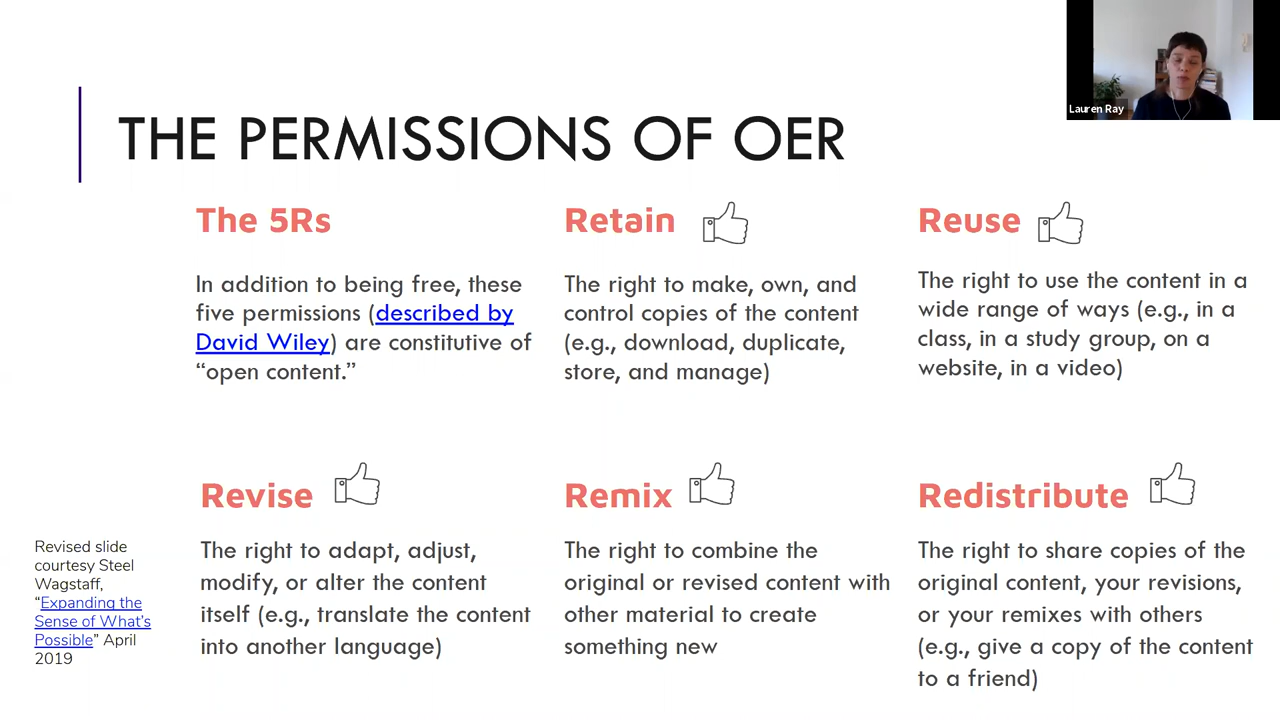 Lauren Ray
THE PERMISSIONS OF OER
The 5Rs
In addition to being free, these
five permissions (described by
David Wiley) are constitutive of
“open content.”
Retain
The right to make, own, and
control copies of the content
(e.g., download, duplicate,
store, and manage)
Reuse
The right to use the content in a
wide range of ways (e.g., in a
class, in a study group, on a
website, in a video)
Revise
The right to adapt, adjust,
modify, or alter the content
itself (e.g., translate the content
into another language)
Remix
The right to combine the
original or revised content with
other material to create
something new
Redistribute
The right to share copies of the
original content, your revisions,
or your remixes with others
(e.g., give a copy of the content
to a friend)
Revised slide
courtesy Steel
Wagstaff,
“Expanding the
Sense of What’s
Possible” April
2019